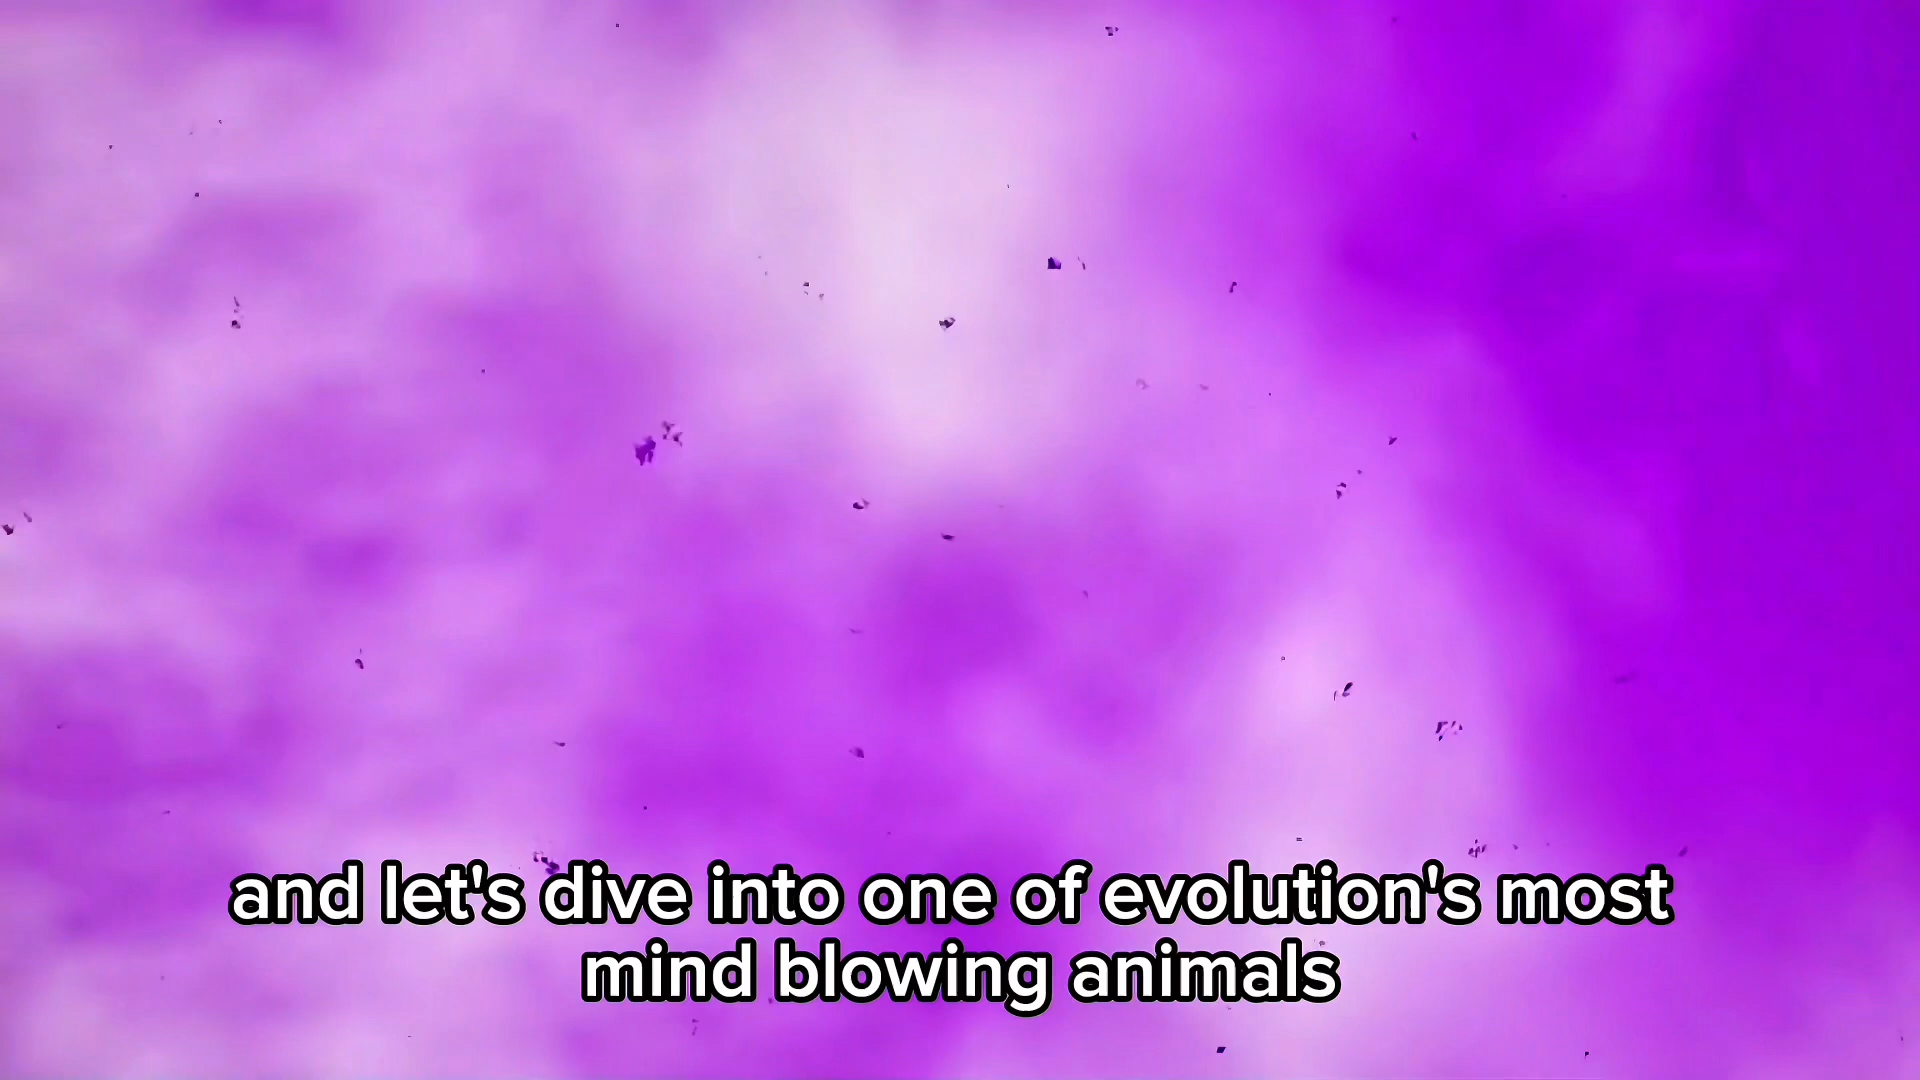 and let's dive into one of evolution's most
mind blowing animals